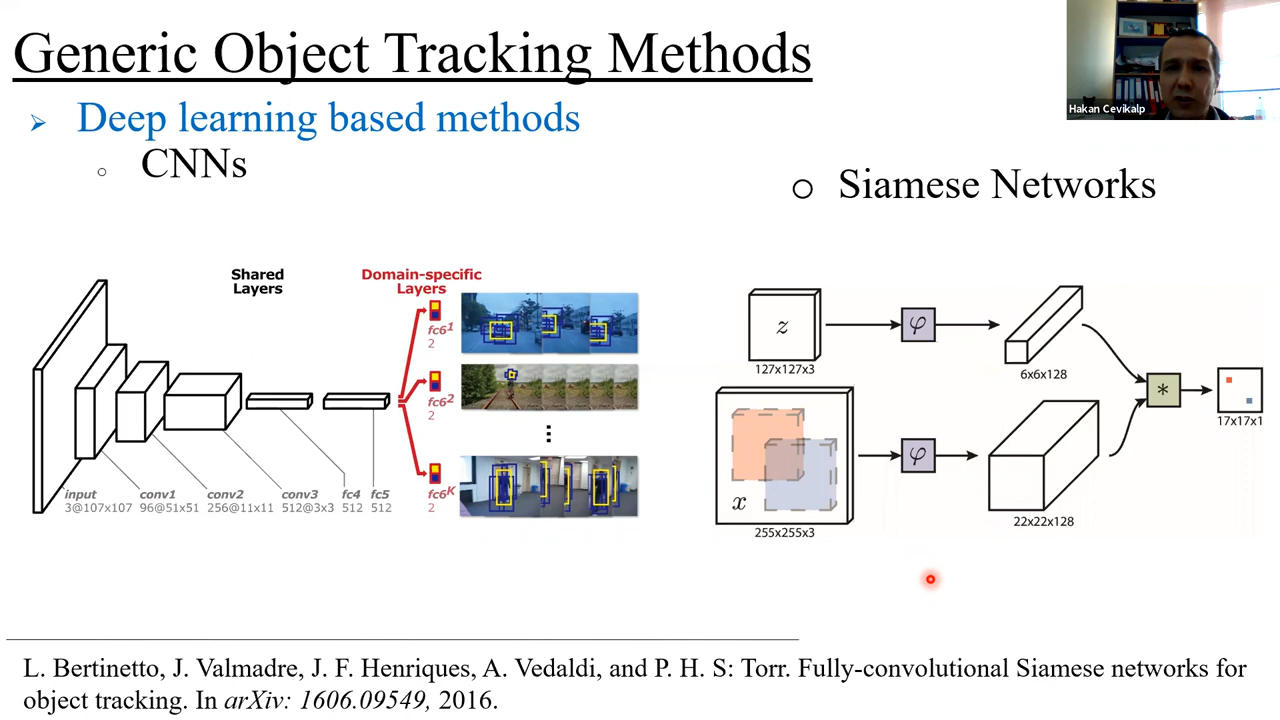 Generic Object Tracking Methods
Hakan Cevikalp
➢ Deep learning based methods
○ CNNs
○ Siamese Networks
Shared
Layers
Domain-specific
Layers
fc6¹
2
fc6²
2
fc6ᴷ
2
input
3@107x107
conv1
96@51x51
conv2
256@11x11
conv3
512@3x3
fc4
512
fc5
512
z
127x127x3
φ
6x6x128
*
17x17x1
x
255x255x3
φ
22x22x128
L. Bertinetto, J. Valmadre, J. F. Henriques, A. Vedaldi, and P. H. S: Torr. Fully-convolutional Siamese networks for
object tracking. In arXiv: 1606.09549, 2016.